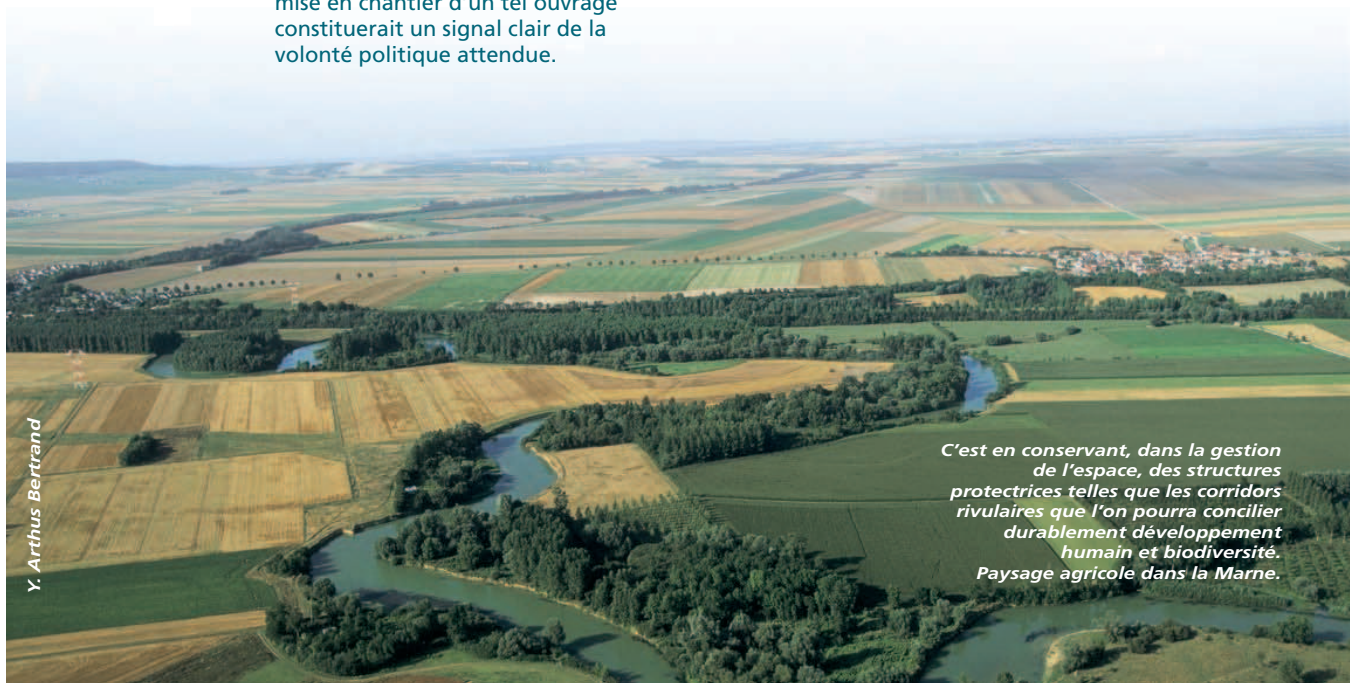 mise en chantier d'un tel ouvrage
constituerait un signal clair de la
volonté politique attendue.
Y. Arthus Bertrand
C'est en conservant, dans la gestion
de l'espace, des structures
protectrices telles que les corridors
rivulaires que l'on pourra concilier
durablement développement
humain et biodiversité.
Paysage agricole dans la Marne.